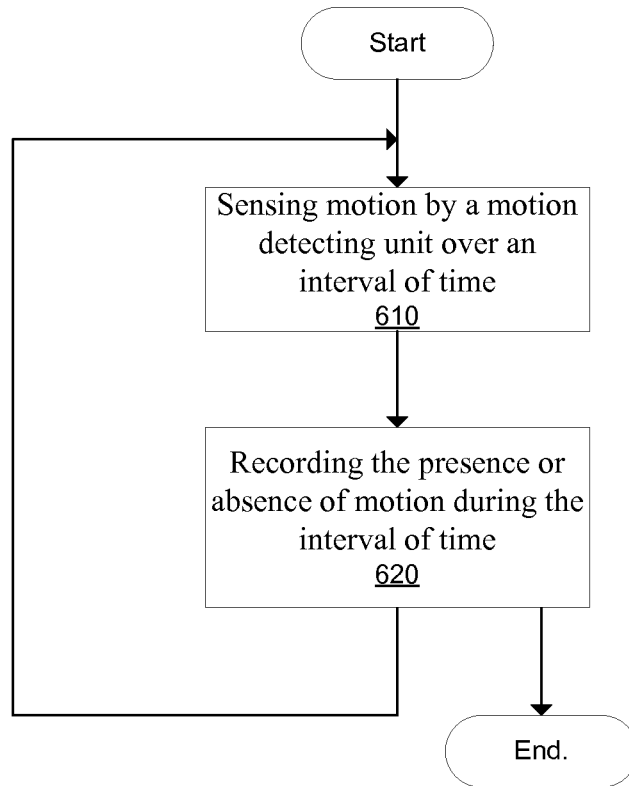 Start
Sensing motion by a motion
detecting unit over an
interval of time
610
Recording the presence or
absence of motion during the
interval of time
620
End.